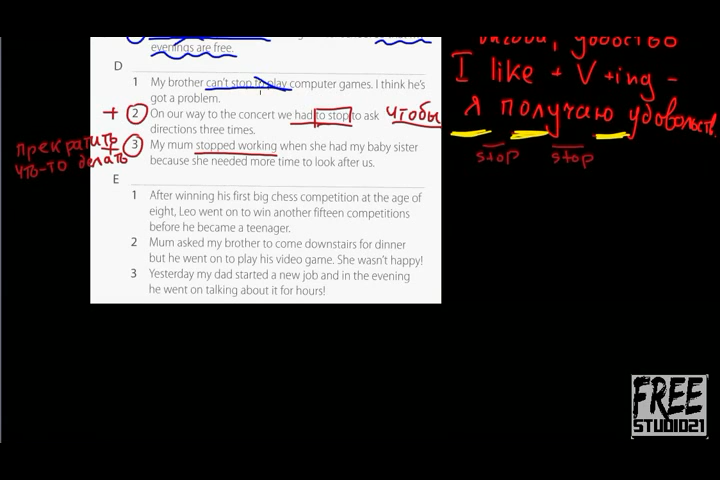 evenings are free.
D
1 My brother can't stop to play computer games. I think he's
got a problem.
+ 2 On our way to the concert we had to stop to ask чтобы
directions three times.
прекратить
+ 3 My mum stopped working when she had my baby sister
что-то делать
because she needed more time to look after us.
E
1 After winning his first big chess competition at the age of
eight, Leo went on to win another fifteen competitions
before he became a teenager.
2 Mum asked my brother to come downstairs for dinner
but he went on to play his video game. She wasn't happy!
3 Yesterday my dad started a new job and in the evening
he went on talking about it for hours!
I like + V +ing -
я получаю удовольств
stop stop
FREE
STUDIO21